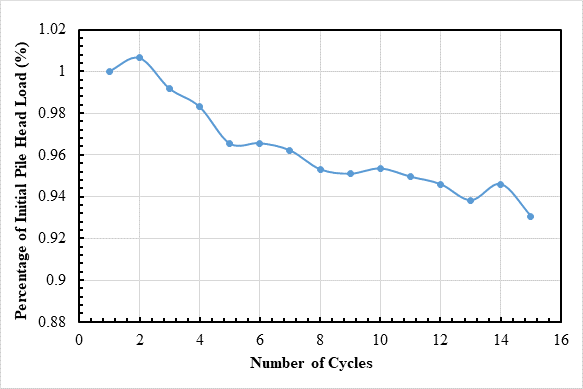 Percentage of Initial Pile Head Load (%)
1.02
1
0.98
0.96
0.94
0.92
0.9
0.88
0 2 4 6 8 10 12 14 16
Number of Cycles